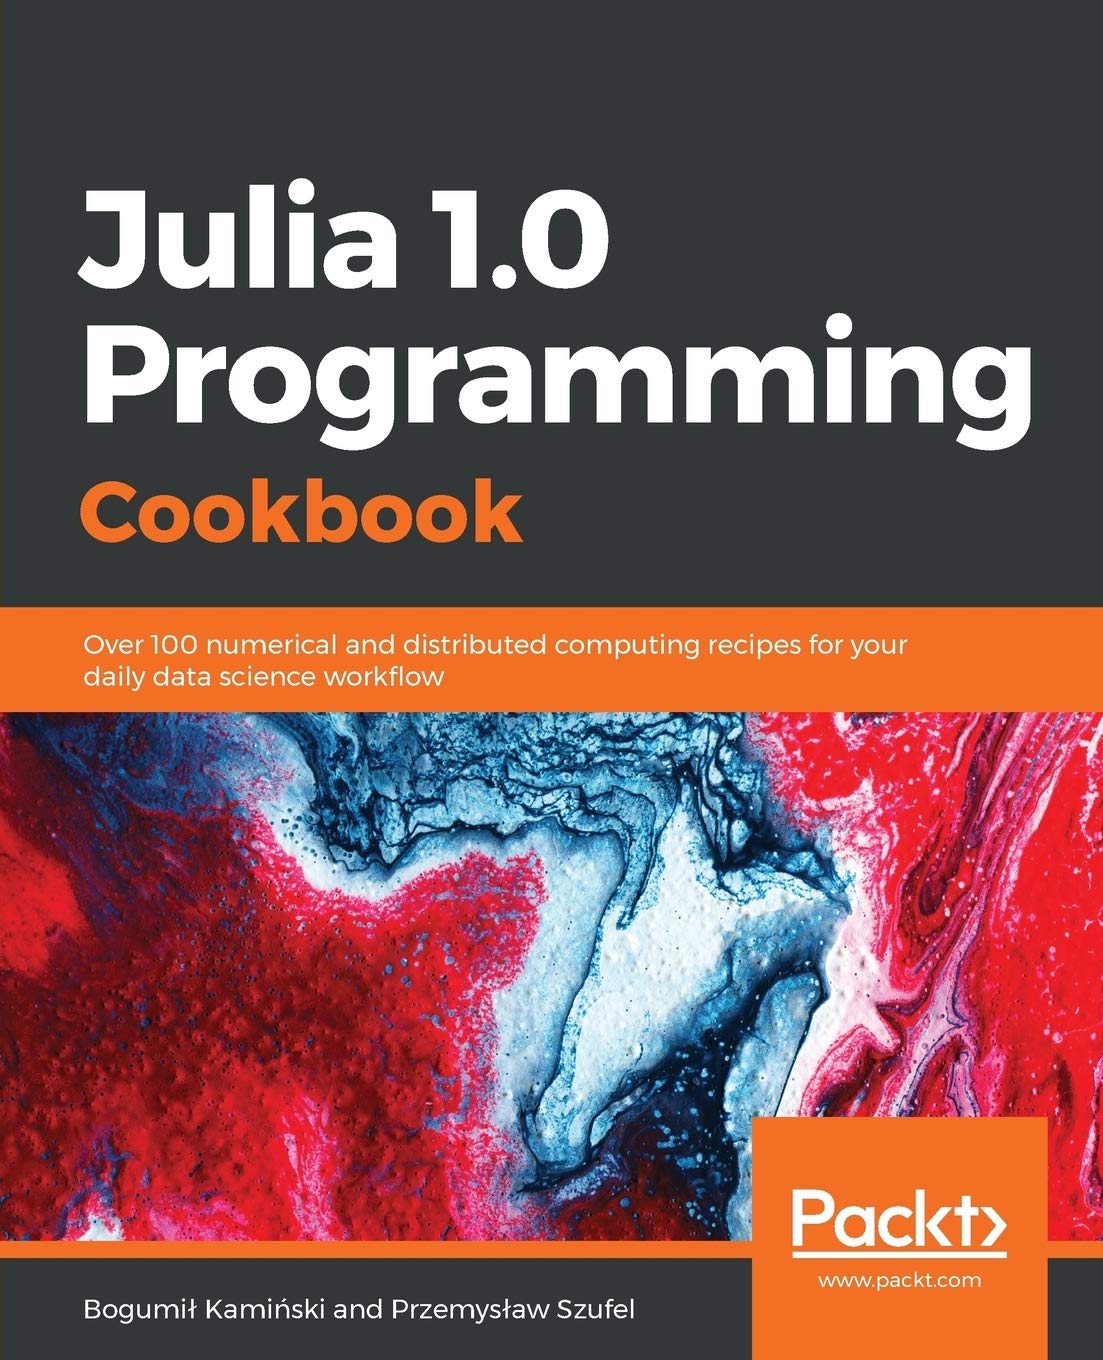 Julia 1.0
Programming
Cookbook
Over 100 numerical and distributed computing recipes for your
daily data science workflow
Packt>
www.packt.com
Bogumił Kamiński and Przemysław Szufel